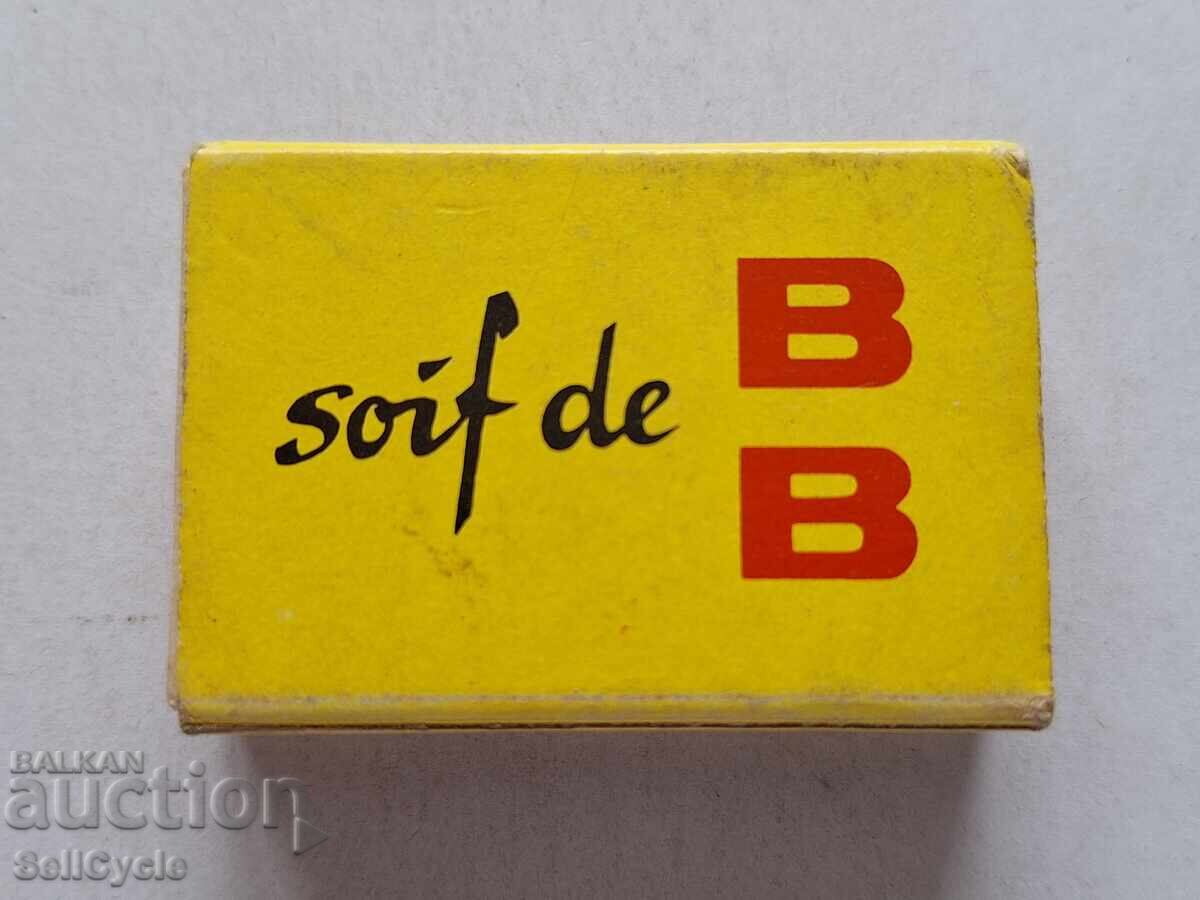 soif de B
B
BALKAN
auction
SellCycle